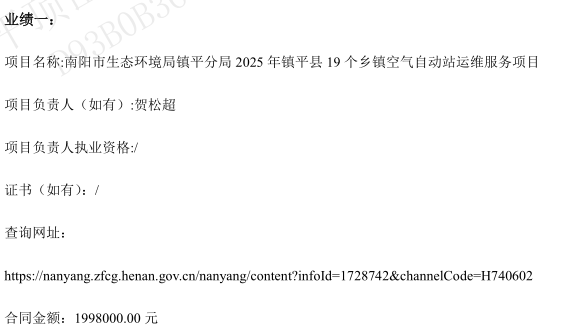 业绩一：
项目名称:南阳市生态环境局镇平分局 2025 年镇平县 19 个乡镇空气自动站运维服务项目
项目负责人（如有）:贺松超
项目负责人执业资格:/
证书（如有）：/
查询网址：
https://nanyang.zfcg.henan.gov.cn/nanyang/content?infoId=1728742&channelCode=H740602
合同金额：1998000.00 元